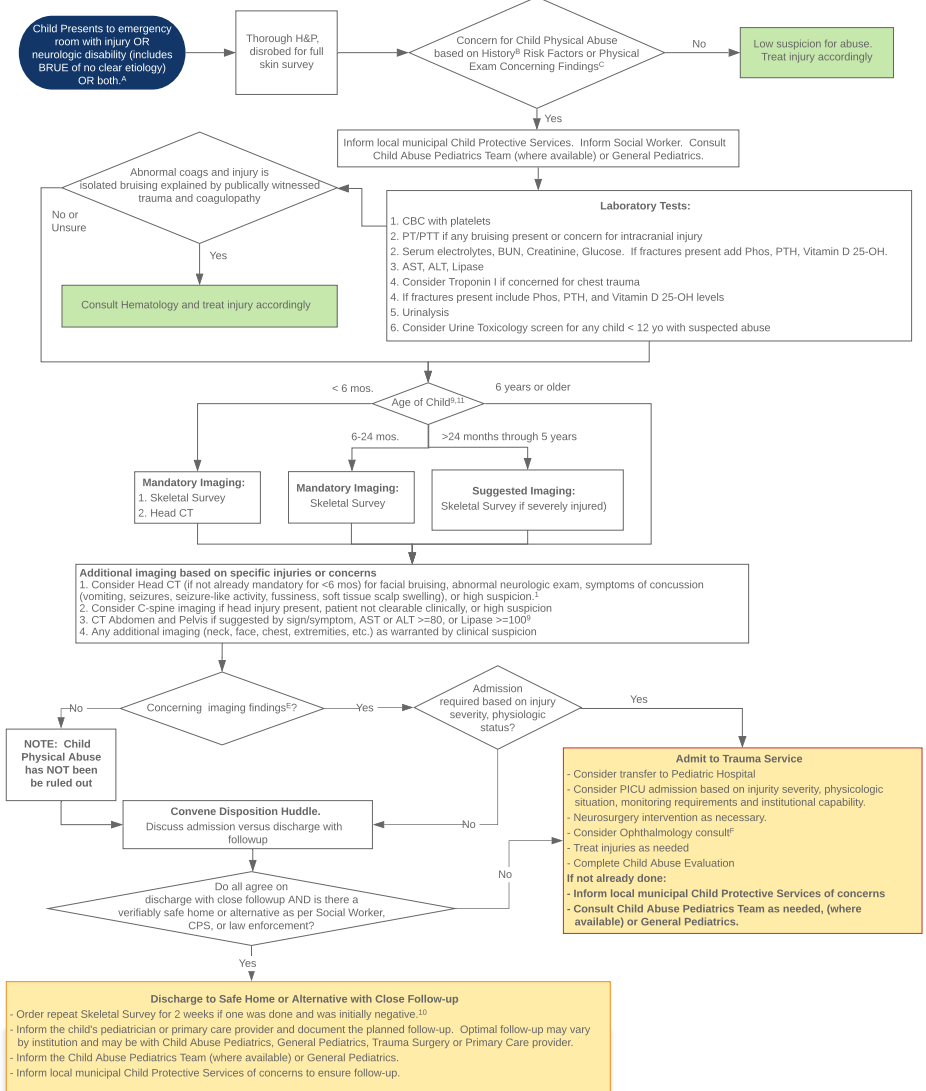 Child Presents to emergency
room with injury OR
neurologic disability (includes
BRUE of no clear etiology)
OR both.A
Thorough H&P,
disrobed for full
skin survey
Concern for Child Physical Abuse
based on HistoryB Risk Factors or Physical
Exam Concerning FindingsC
No
Low suspicion for abuse.
Treat injury accordingly
Yes
Inform local municipal Child Protective Services. Inform Social Worker. Consult
Child Abuse Pediatrics Team (where available) or General Pediatrics.
Abnormal coags and injury is
isolated bruising explained by publically witnessed
trauma and coagulopathy
No or
Unsure
Yes
Consult Hematology and treat injury accordingly
Laboratory Tests:
1. CBC with platelets
2. PT/PTT if any bruising present or concern for intracranial injury
2. Serum electrolytes, BUN, Creatinine, Glucose. If fractures present add Phos, PTH, Vitamin D 25-OH.
3. AST, ALT, Lipase
4. Consider Troponin I if concerned for chest trauma
4. If fractures present include Phos, PTH, and Vitamin D 25-OH levels
5. Urinalysis
6. Consider Urine Toxicology screen for any child < 12 yo with suspected abuse
< 6 mos.
Age of Child9,11
6 years or older
6-24 mos.
>24 months through 5 years
Mandatory Imaging:
1. Skeletal Survey
2. Head CT
Mandatory Imaging:
Skeletal Survey
Suggested Imaging:
Skeletal Survey if severely injured)
Additional imaging based on specific injuries or concerns
1. Consider Head CT (if not already mandatory for <6 mos) for facial bruising, abnormal neurologic exam, symptoms of concussion
(vomiting, seizures, seizure-like activity, fussiness, soft tissue scalp swelling), or high suspicion.1
2. Consider C-spine imaging if head injury present, patient not clearable clinically, or high suspicion
3. CT Abdomen and Pelvis if suggested by sign/symptom, AST or ALT >=80, or Lipase >=1009
4. Any additional imaging (neck, face, chest, extremities, etc.) as warranted by clinical suspicion
No
Concerning imaging findingsE?
Yes
Admission
required based on injury
severity, physiologic
status?
Yes
NOTE: Child
Physical Abuse
has NOT been
be ruled out
Convene Disposition Huddle.
Discuss admission versus discharge with
followup
No
Admit to Trauma Service
- Consider transfer to Pediatric Hospital
- Consider PICU admission based on injurity severity, physicologic
situation, monitoring requirements and institutional capability.
- Neurosurgery intervention as necessary.
- Consider Ophthalmology consultF
- Treat injuries as needed
- Complete Child Abuse Evaluation
If not already done:
- Inform local municipal Child Protective Services of concerns
- Consult Child Abuse Pediatrics Team as needed, (where
available) or General Pediatrics.
Do all agree on
discharge with close followup AND is there a
verifiably safe home or alternative as per Social Worker,
CPS, or law enforcement?
No
Yes
Discharge to Safe Home or Alternative with Close Follow-up
- Order repeat Skeletal Survey for 2 weeks if one was done and was initially negative.10
- Inform the child's pediatrician or primary care provider and document the planned follow-up. Optimal follow-up may vary
by institution and may be with Child Abuse Pediatrics, General Pediatrics, Trauma Surgery or Primary Care provider.
- Inform the Child Abuse Pediatrics Team (where available) or General Pediatrics.
- Inform local municipal Child Protective Services of concerns to ensure follow-up.